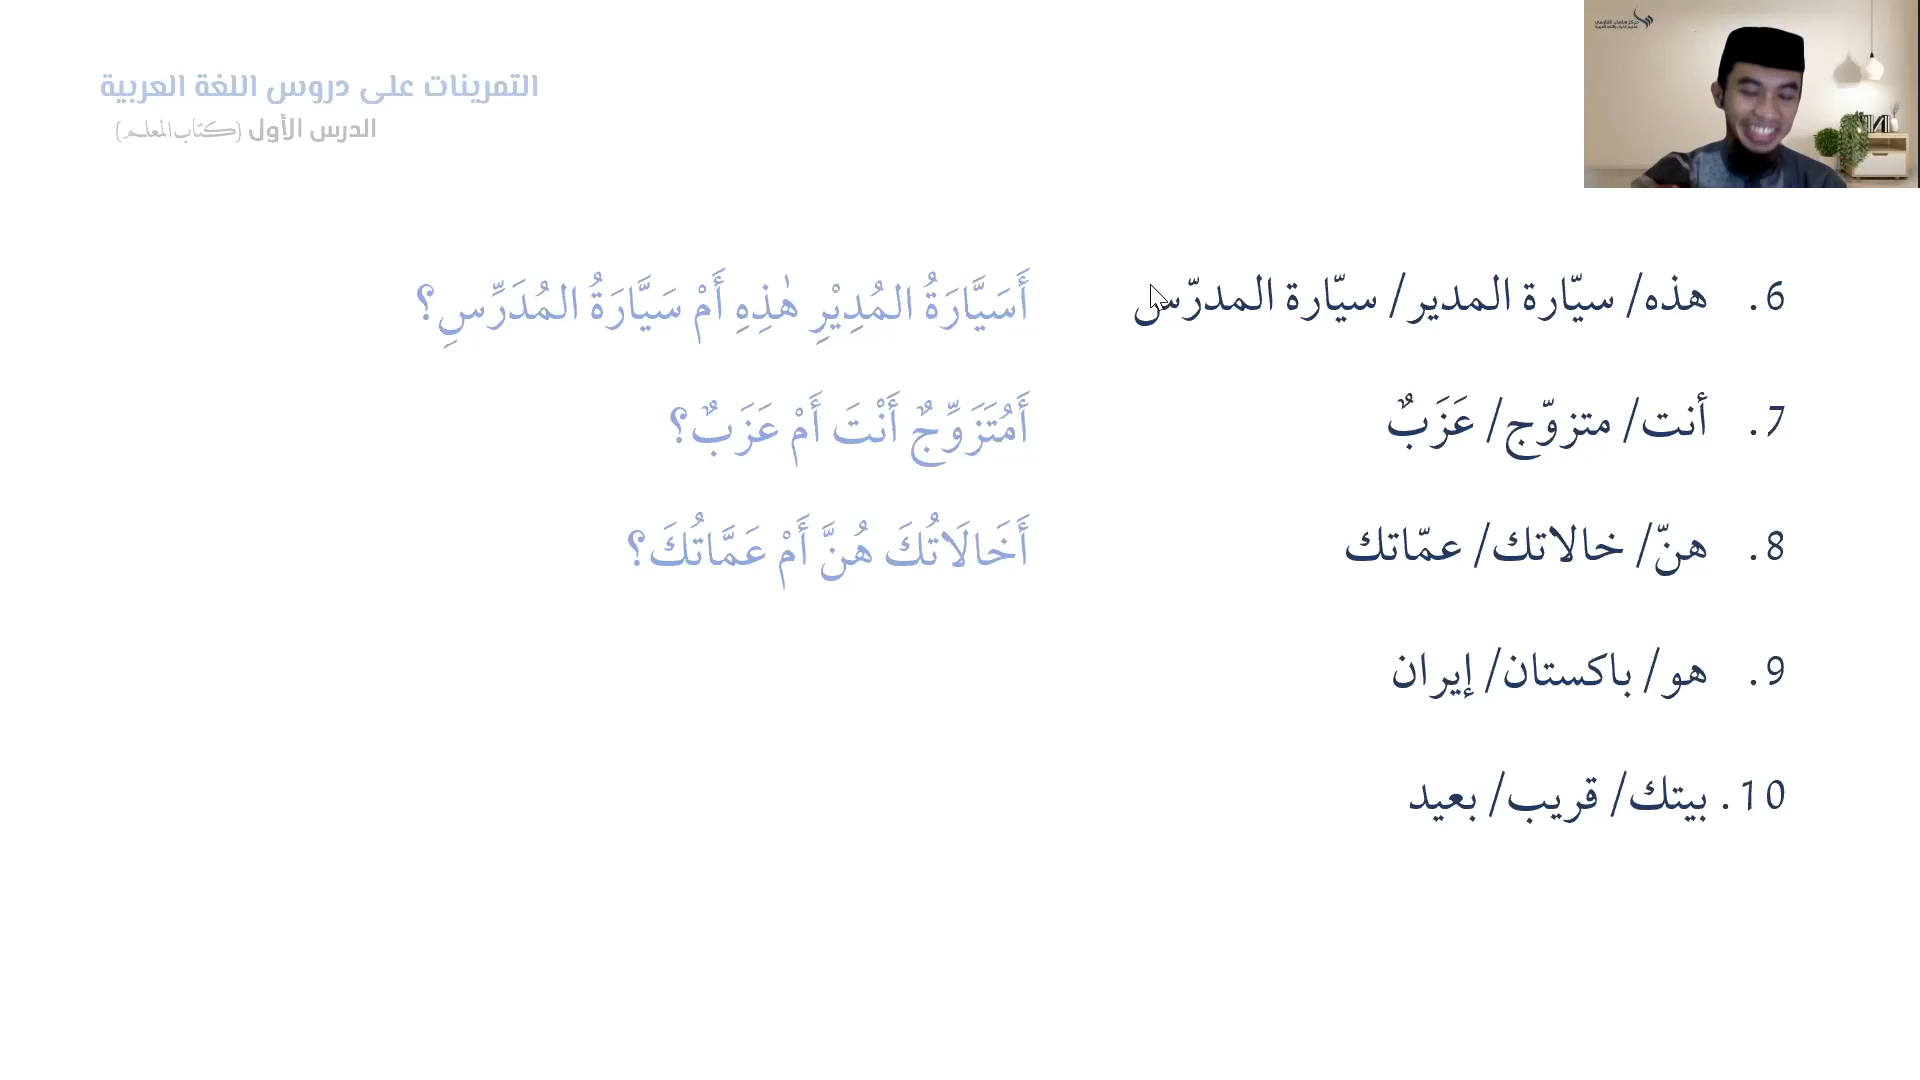 التمرينات على دروس اللغة العربية
الدرس الأول (كتاب المعلم)
6. هذه/ سيّارة المدير/ سيّارة المدرّس
أَسَيَّارَةُ المُدِيْرِ هٰذِهِ أَمْ سَيَّارَةُ المُدَرِّسِ؟
7. أنت/ متزوّج/ عَزَبٌ
أَمُتَزَوِّجٌ أَنْتَ أَمْ عَزَبٌ؟
8. هنّ/ خالاتك/ عمّاتك
أَخَالَاتُكَ هُنَّ أَمْ عَمَّاتُكَ؟
9. هو/ باكستان/ إيران
10. بيتك/ قريب/ بعيد